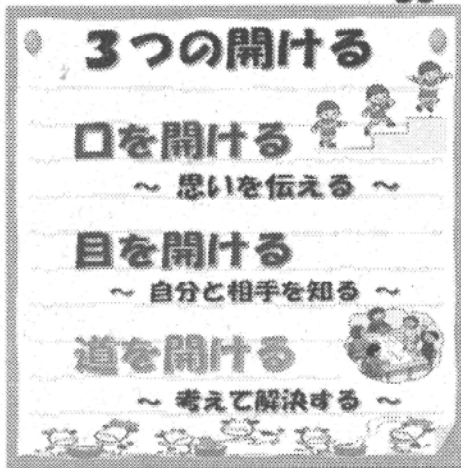 3つの開ける
口を開ける
～ 思いを伝える ～
目を開ける
～ 自分と相手を知る ～
道を開ける
～ 考えて解決する ～